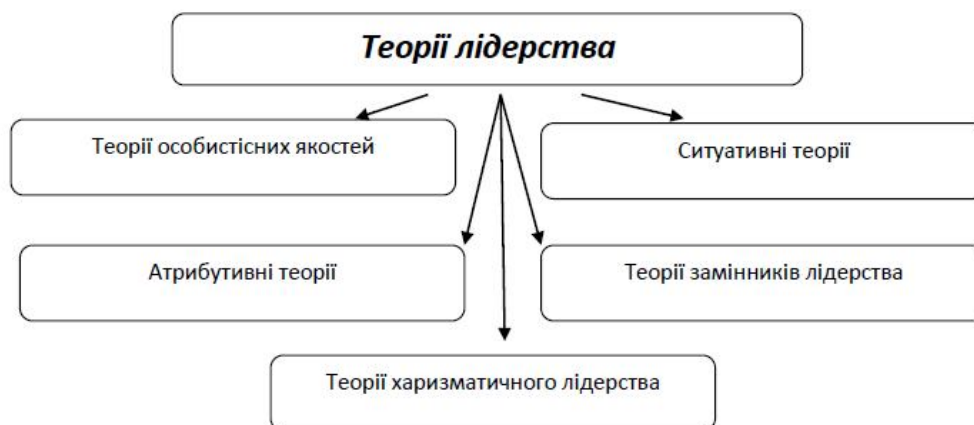 Теорії лідерства
Теорії особистісних якостей
Ситуативні теорії
Атрибутивні теорії
Теорії замінників лідерства
Теорії харизматичного лідерства